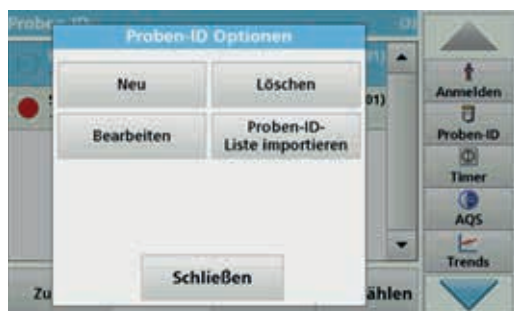 Proben-ID Optionen
Neu
Löschen
01)
Bearbeiten
Proben-ID-
Liste importieren
Schließen
Zu
ählen
Anmelden
Proben-ID
Timer
AQS
Trends